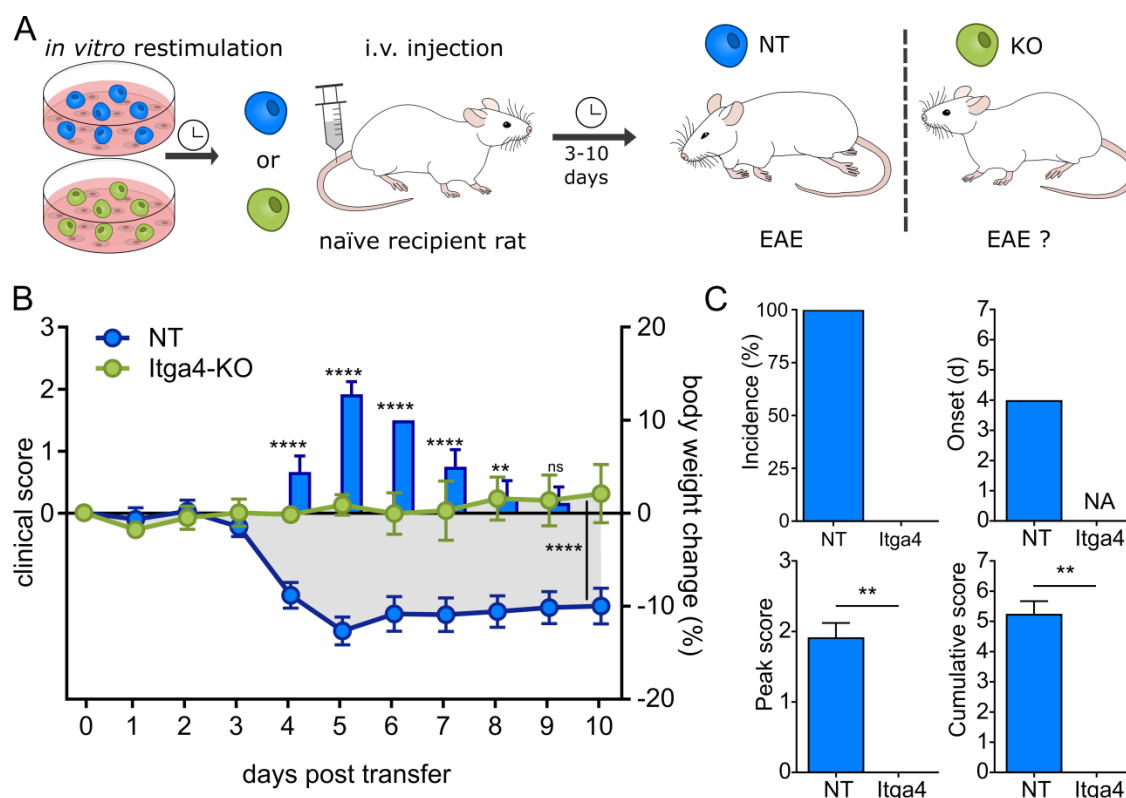 A
in vitro restimulation
i.v. injection
NT
KO
or
3-10
days
naïve recipient rat
EAE
EAE ?
B
NT
Itga4-KO
clinical score
3
2
1
0
****
****
****
****
**
ns
****
20
10
0
-10
-20
body weight change (%)
0 1 2 3 4 5 6 7 8 9 10
days post transfer
C
Incidence (%)
100
75
50
25
0
NT Itga4
Onset (d)
7
6
5
4
3
2
1
0
NA
NT Itga4
Peak score
3
2
1
0
**
NT Itga4
Cumulative score
7
6
5
4
3
2
1
0
**
NT Itga4